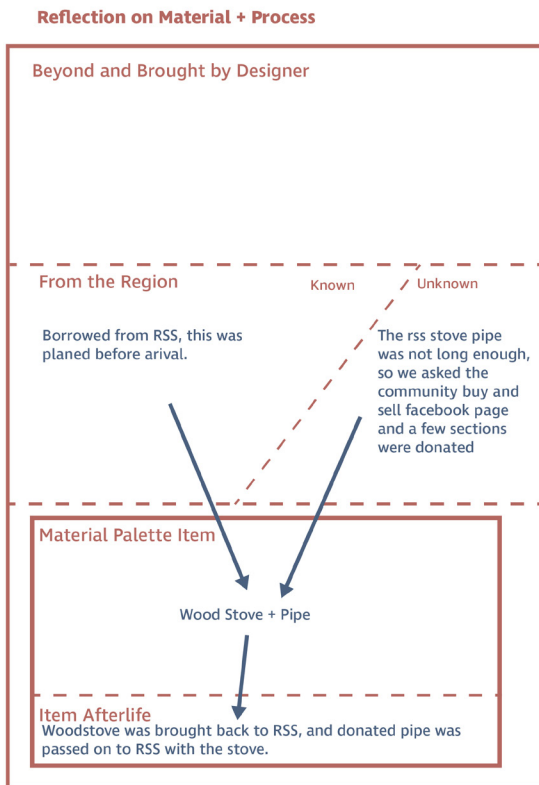 Reflection on Material + Process
Beyond and Brought by Designer
From the Region
Known
Unknown
Borrowed from RSS, this was
planed before arival.
The rss stove pipe
was not long enough,
so we asked the
community buy and
sell facebook page
and a few sections
were donated
Material Palette Item
Wood Stove + Pipe
Item Afterlife
Woodstove was brought back to RSS, and donated pipe was
passed on to RSS with the stove.